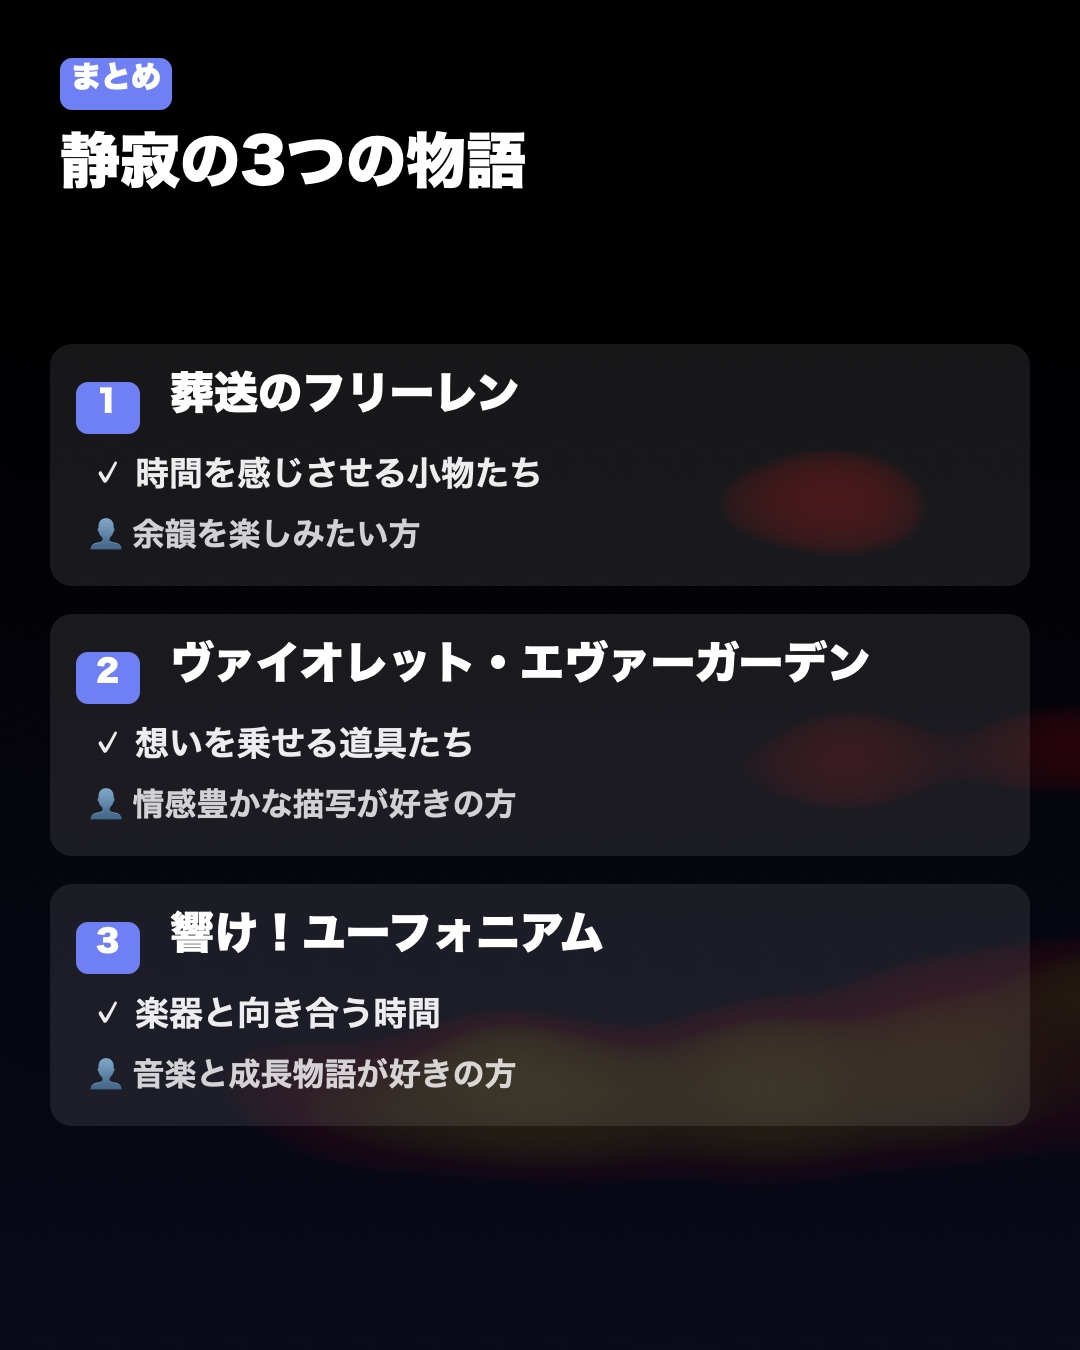 まとめ
静寂の3つの物語
1 葬送のフリーレン
✓ 時間を感じさせる小物たち
👤 余韻を楽しみたい方
2 ヴァイオレット・エヴァーガーデン
✓ 想いを乗せる道具たち
👤 情感豊かな描写が好きの方
3 響け！ユーフォニアム
✓ 楽器と向き合う時間
👤 音楽と成長物語が好きの方